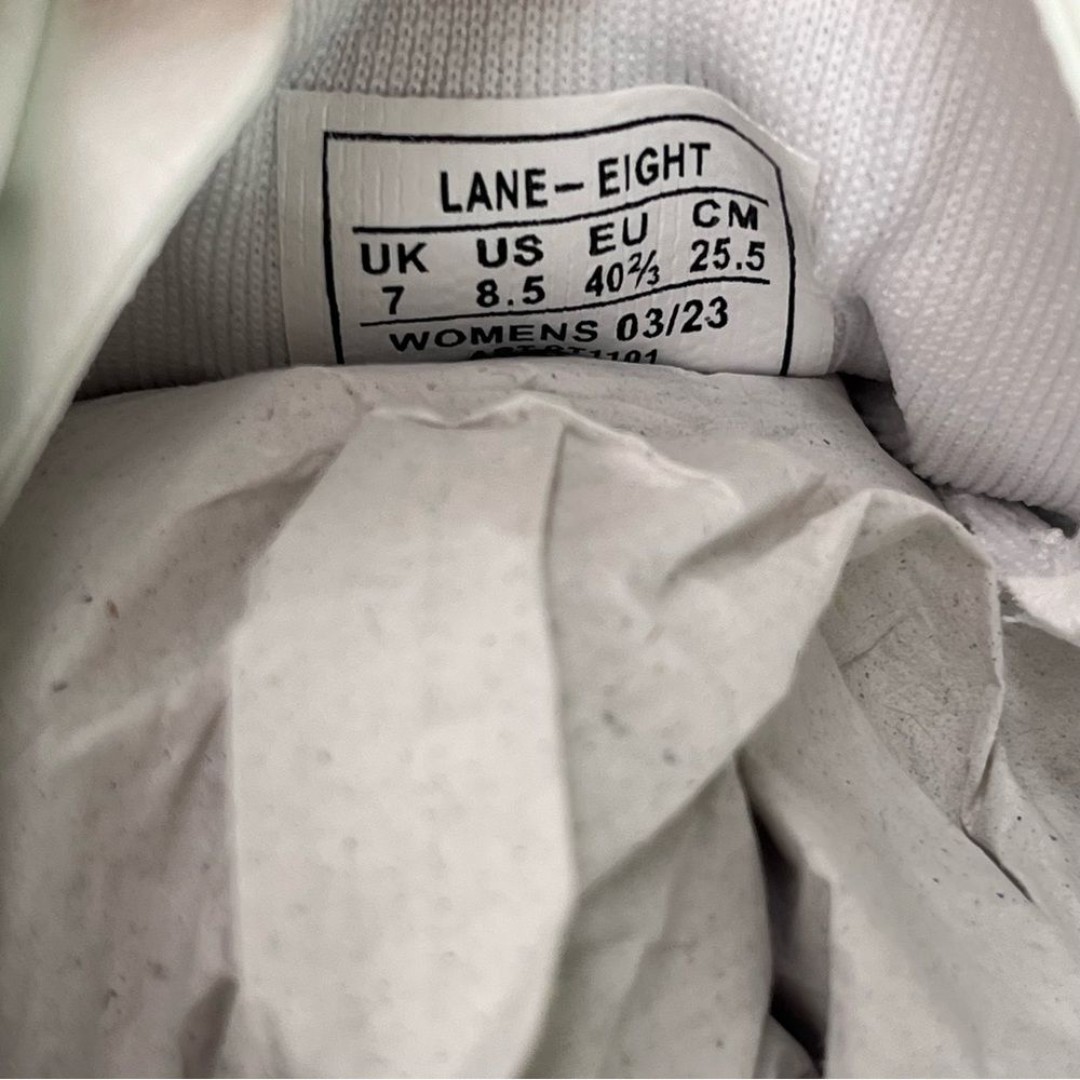 LANE-EIGHT
UK US EU CM
7 8.5 40⅔ 25.5
WOMENS 03/23